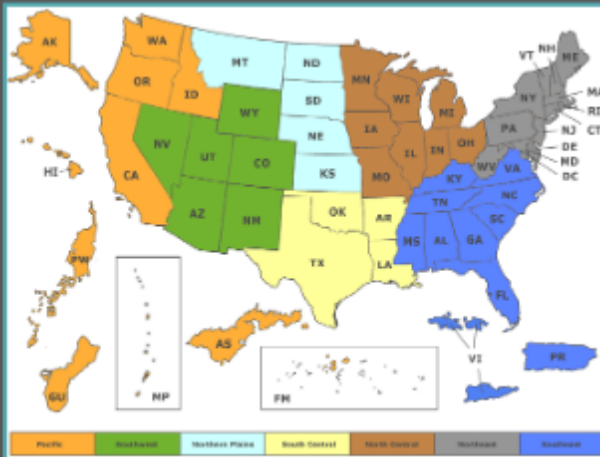 AK
WA
MT
ND
MN
VT
NH
ME
OR
ID
SD
WI
MI
NY
MA
RI
CT
WY
NE
IA
IL
IN
OH
PA
NJ
DE
MD
DC
NV
UT
CO
KS
MO
WV
VA
KY
HI
CA
AZ
NM
OK
AR
TN
NC
SC
TX
LA
MS
AL
GA
FL
PW
AS
VI
PR
GU
MP
FM
Pacific
Southwest
Northern Plains
South Central
North Central
Northeast
Southeast